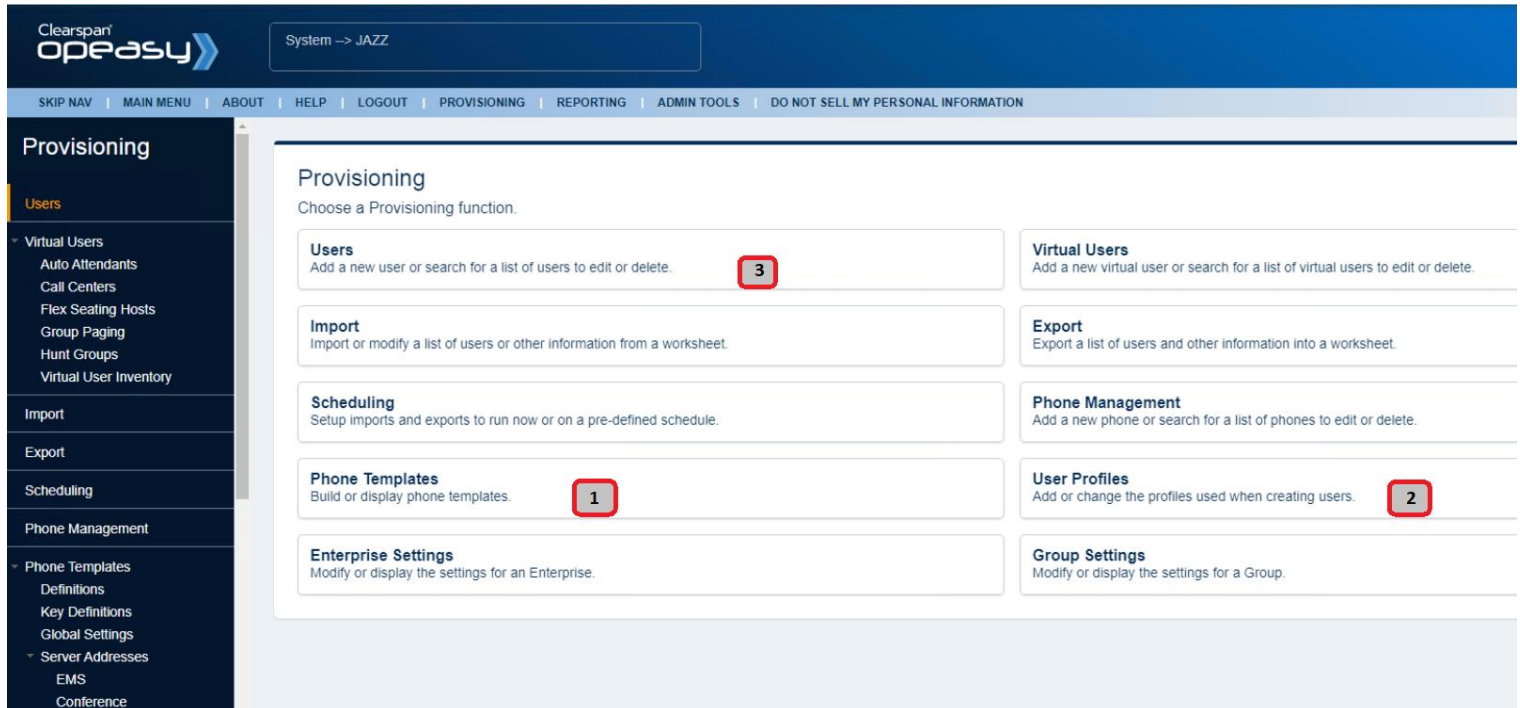 Clearspan
opeasy
System --> JAZZ
SKIP NAV | MAIN MENU | ABOUT | HELP | LOGOUT | PROVISIONING | REPORTING | ADMIN TOOLS | DO NOT SELL MY PERSONAL INFORMATION
Provisioning
Users
Virtual Users
Auto Attendants
Call Centers
Flex Seating Hosts
Group Paging
Hunt Groups
Virtual User Inventory
Import
Export
Scheduling
Phone Management
Phone Templates
Definitions
Key Definitions
Global Settings
Server Addresses
EMS
Conference
Provisioning
Choose a Provisioning function.
Users
Add a new user or search for a list of users to edit or delete.
3
Virtual Users
Add a new virtual user or search for a list of virtual users to edit or delete.
Import
Import or modify a list of users or other information from a worksheet.
Export
Export a list of users and other information into a worksheet.
Scheduling
Setup imports and exports to run now or on a pre-defined schedule.
Phone Management
Add a new phone or search for a list of phones to edit or delete.
Phone Templates
Build or display phone templates.
1
User Profiles
Add or change the profiles used when creating users.
2
Enterprise Settings
Modify or display the settings for an Enterprise.
Group Settings
Modify or display the settings for a Group.